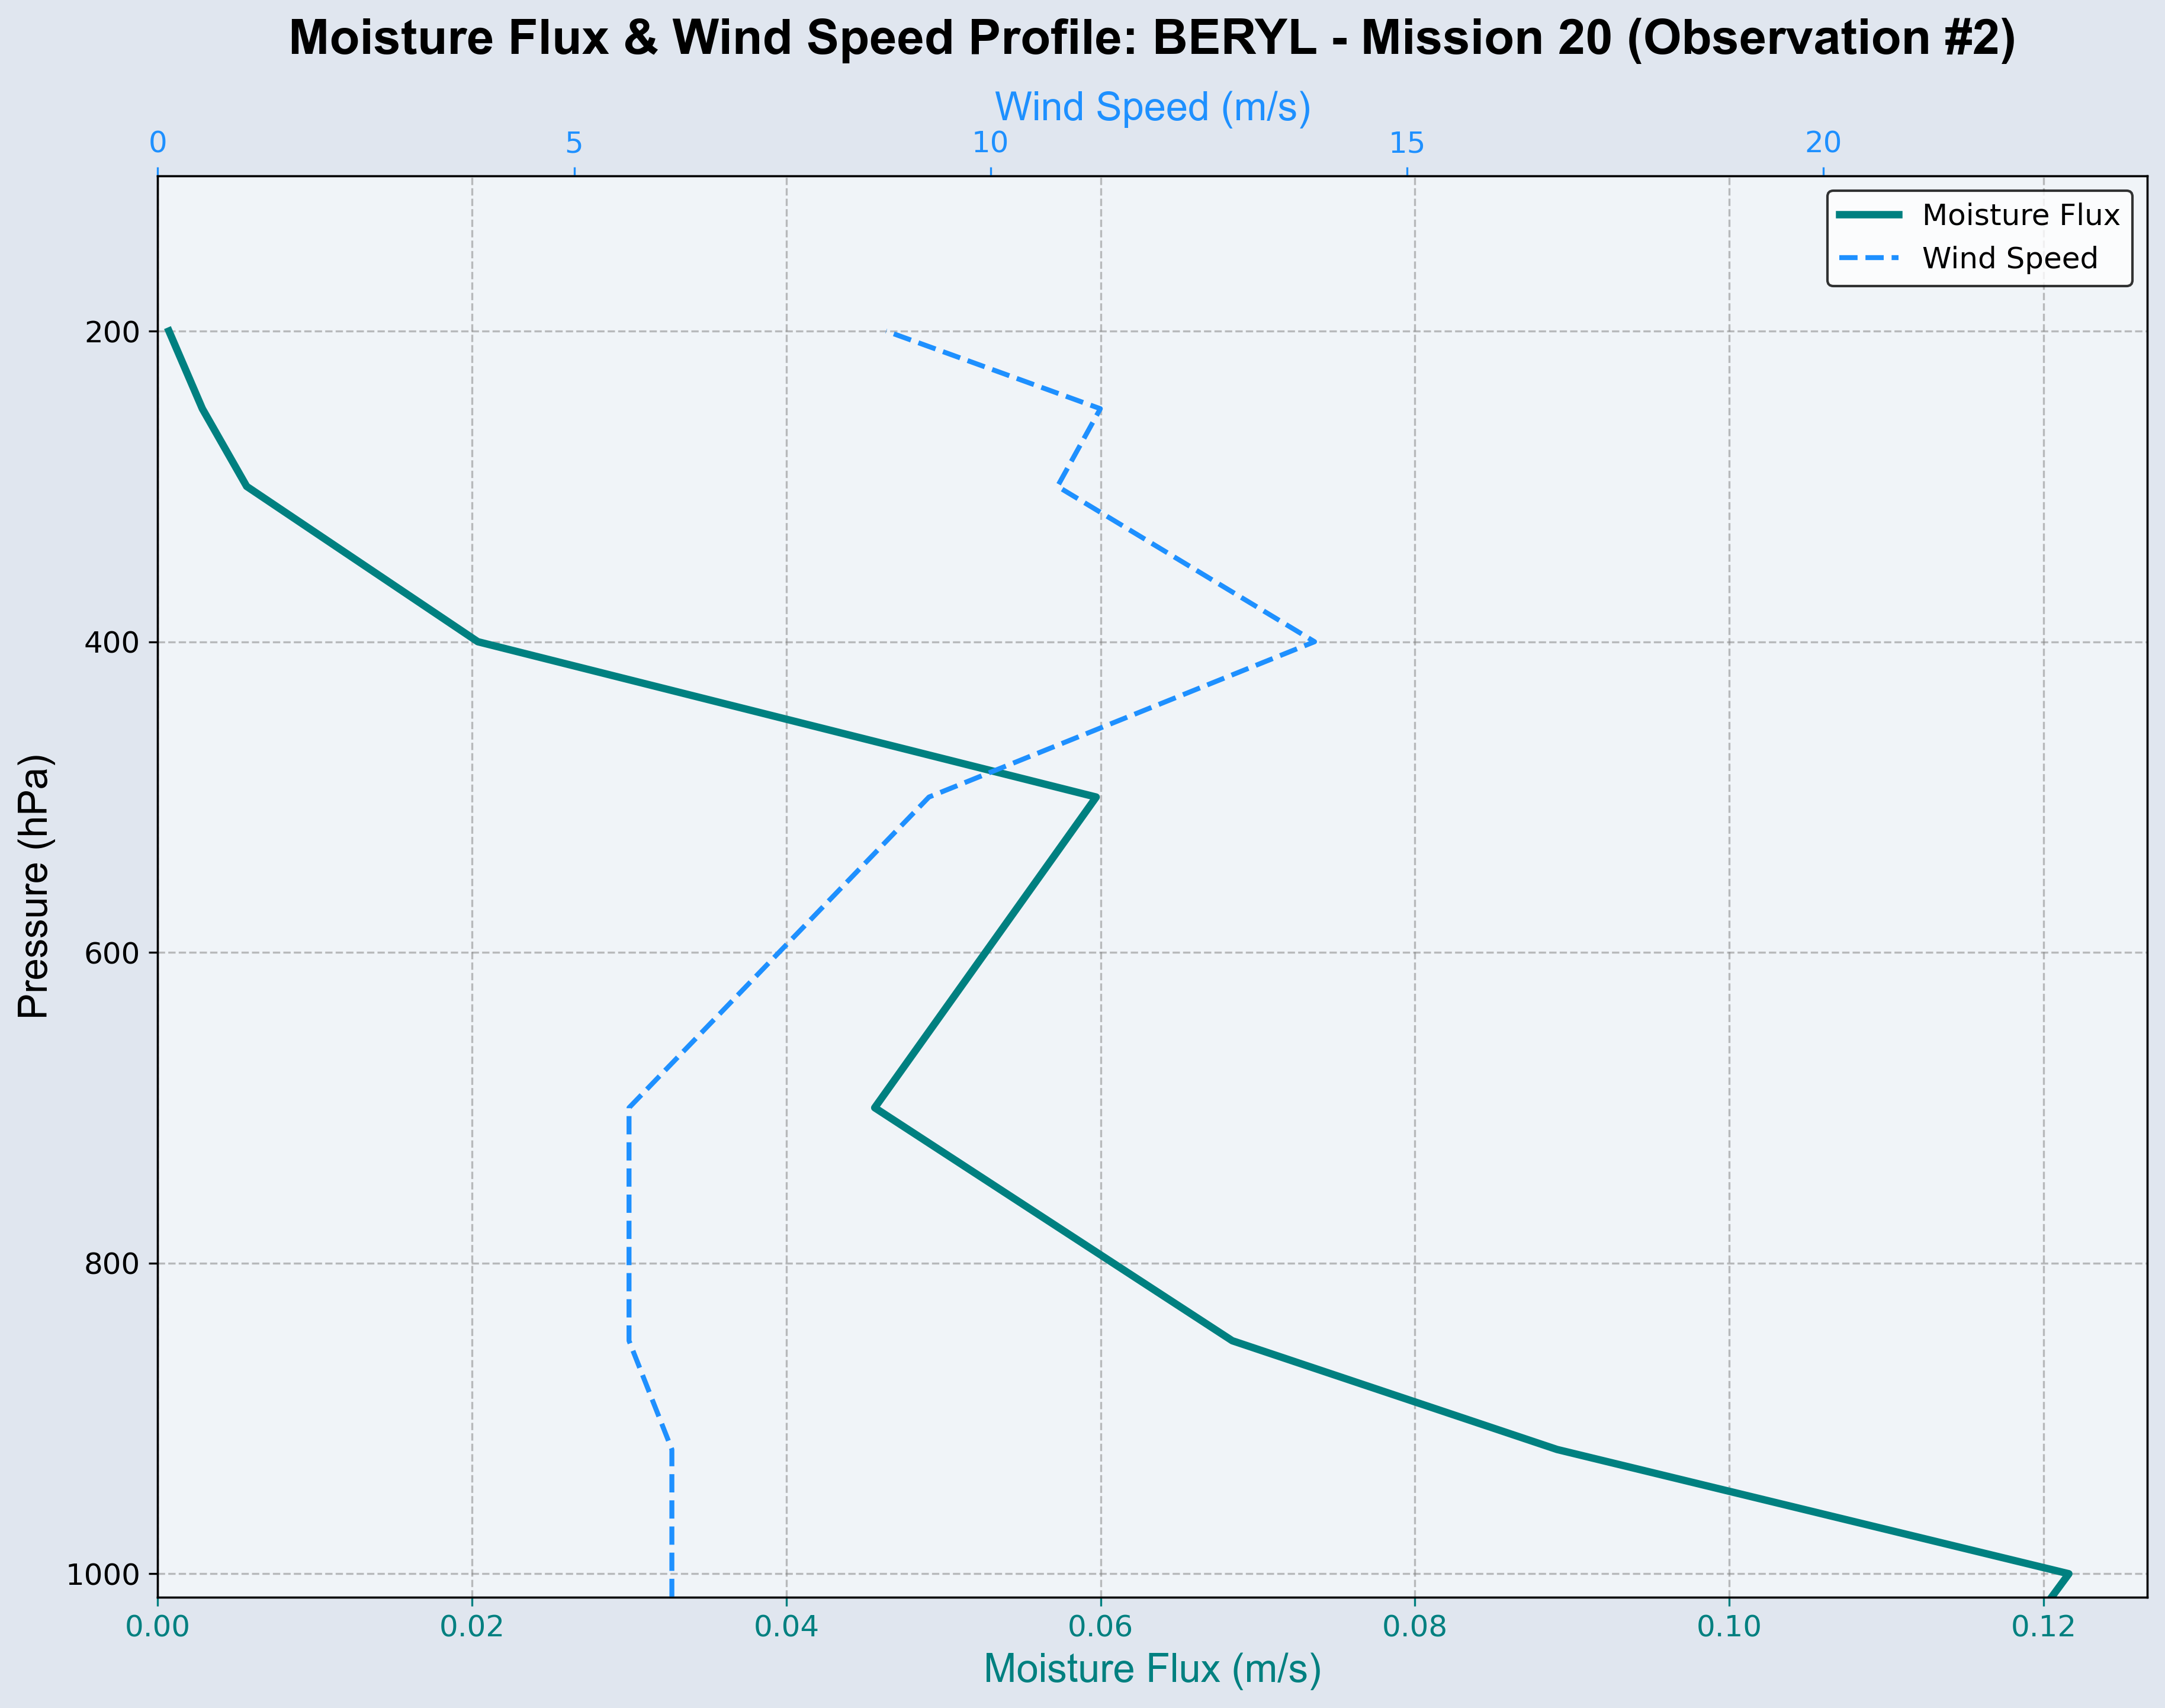 Moisture Flux & Wind Speed Profile: BERYL - Mission 20 (Observation #2)
Wind Speed (m/s)
0 5 10 15 20
Moisture Flux
Wind Speed
200
400
600
800
1000
Pressure (hPa)
0.00 0.02 0.04 0.06 0.08 0.10 0.12
Moisture Flux (m/s)